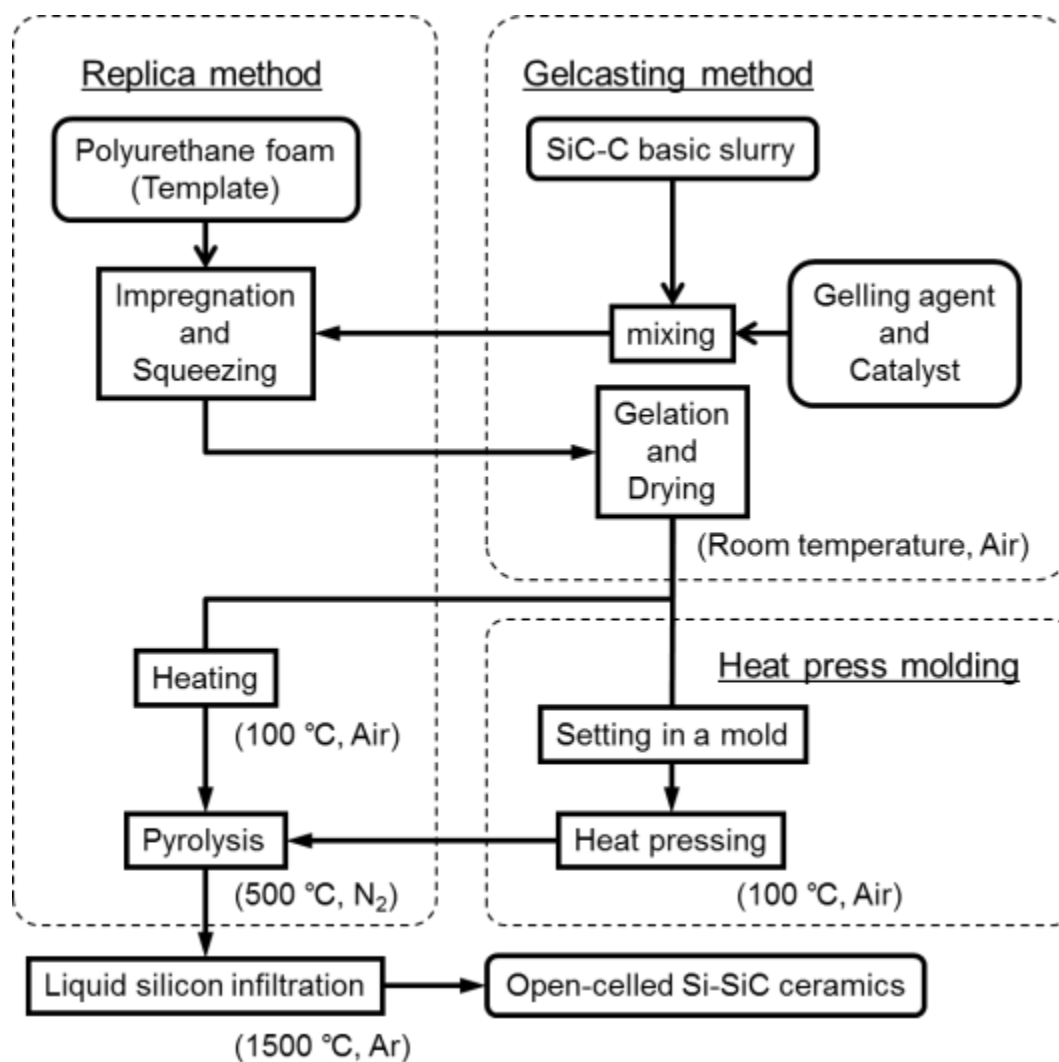 Replica method
Polyurethane foam
(Template)
Impregnation
and
Squeezing
Gelcasting method
SiC-C basic slurry
mixing
Gelling agent
and
Catalyst
Gelation
and
Drying
(Room temperature, Air)
Heating
(100 ℃, Air)
Heat press molding
Setting in a mold
Heat pressing
(100 ℃, Air)
Pyrolysis
(500 ℃, N₂)
Liquid silicon infiltration
(1500 ℃, Ar)
Open-celled Si-SiC ceramics